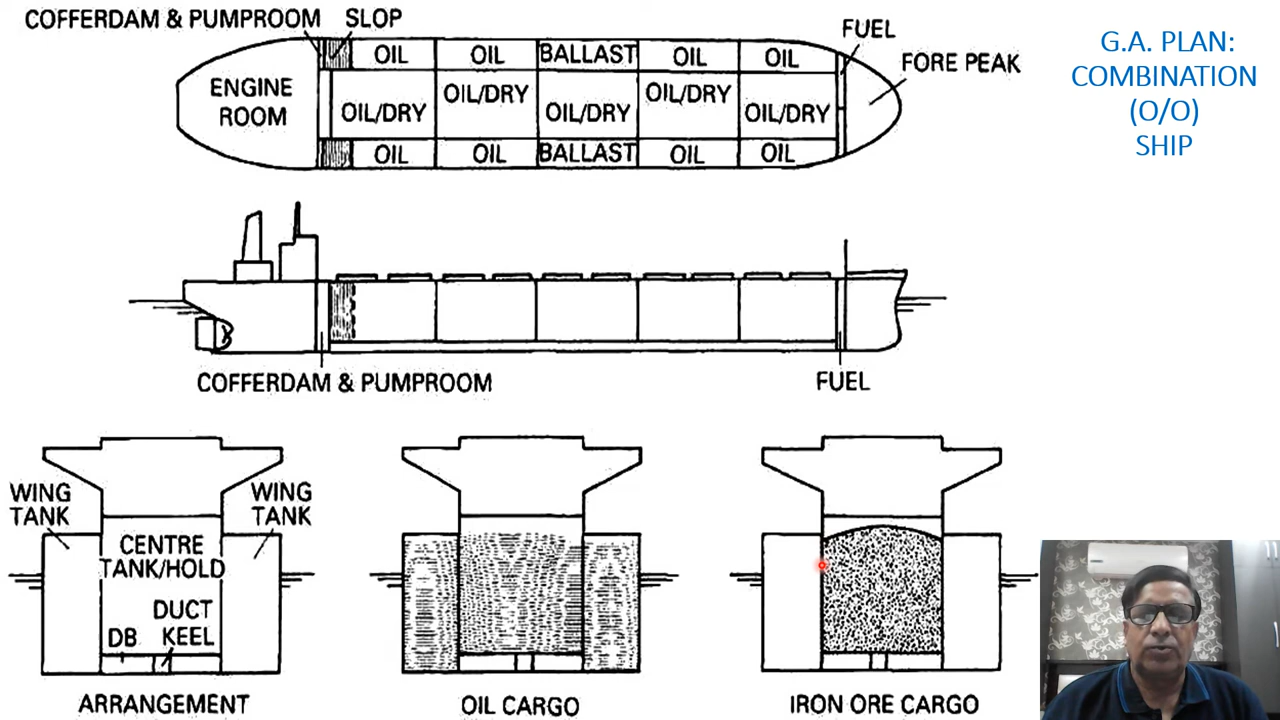 COFFERDAM & PUMPROOM
SLOP
FUEL
FORE PEAK
G.A. PLAN:
COMBINATION
(O/O)
SHIP
OIL
OIL
BALLAST
OIL
OIL
ENGINE
ROOM
OIL/DRY
OIL/DRY
OIL/DRY
OIL/DRY
OIL/DRY
OIL
OIL
BALLAST
OIL
OIL
COFFERDAM & PUMPROOM
FUEL
WING
TANK
WING
TANK
CENTRE
TANK/HOLD
DUCT
KEEL
DB
ARRANGEMENT
OIL CARGO
IRON ORE CARGO